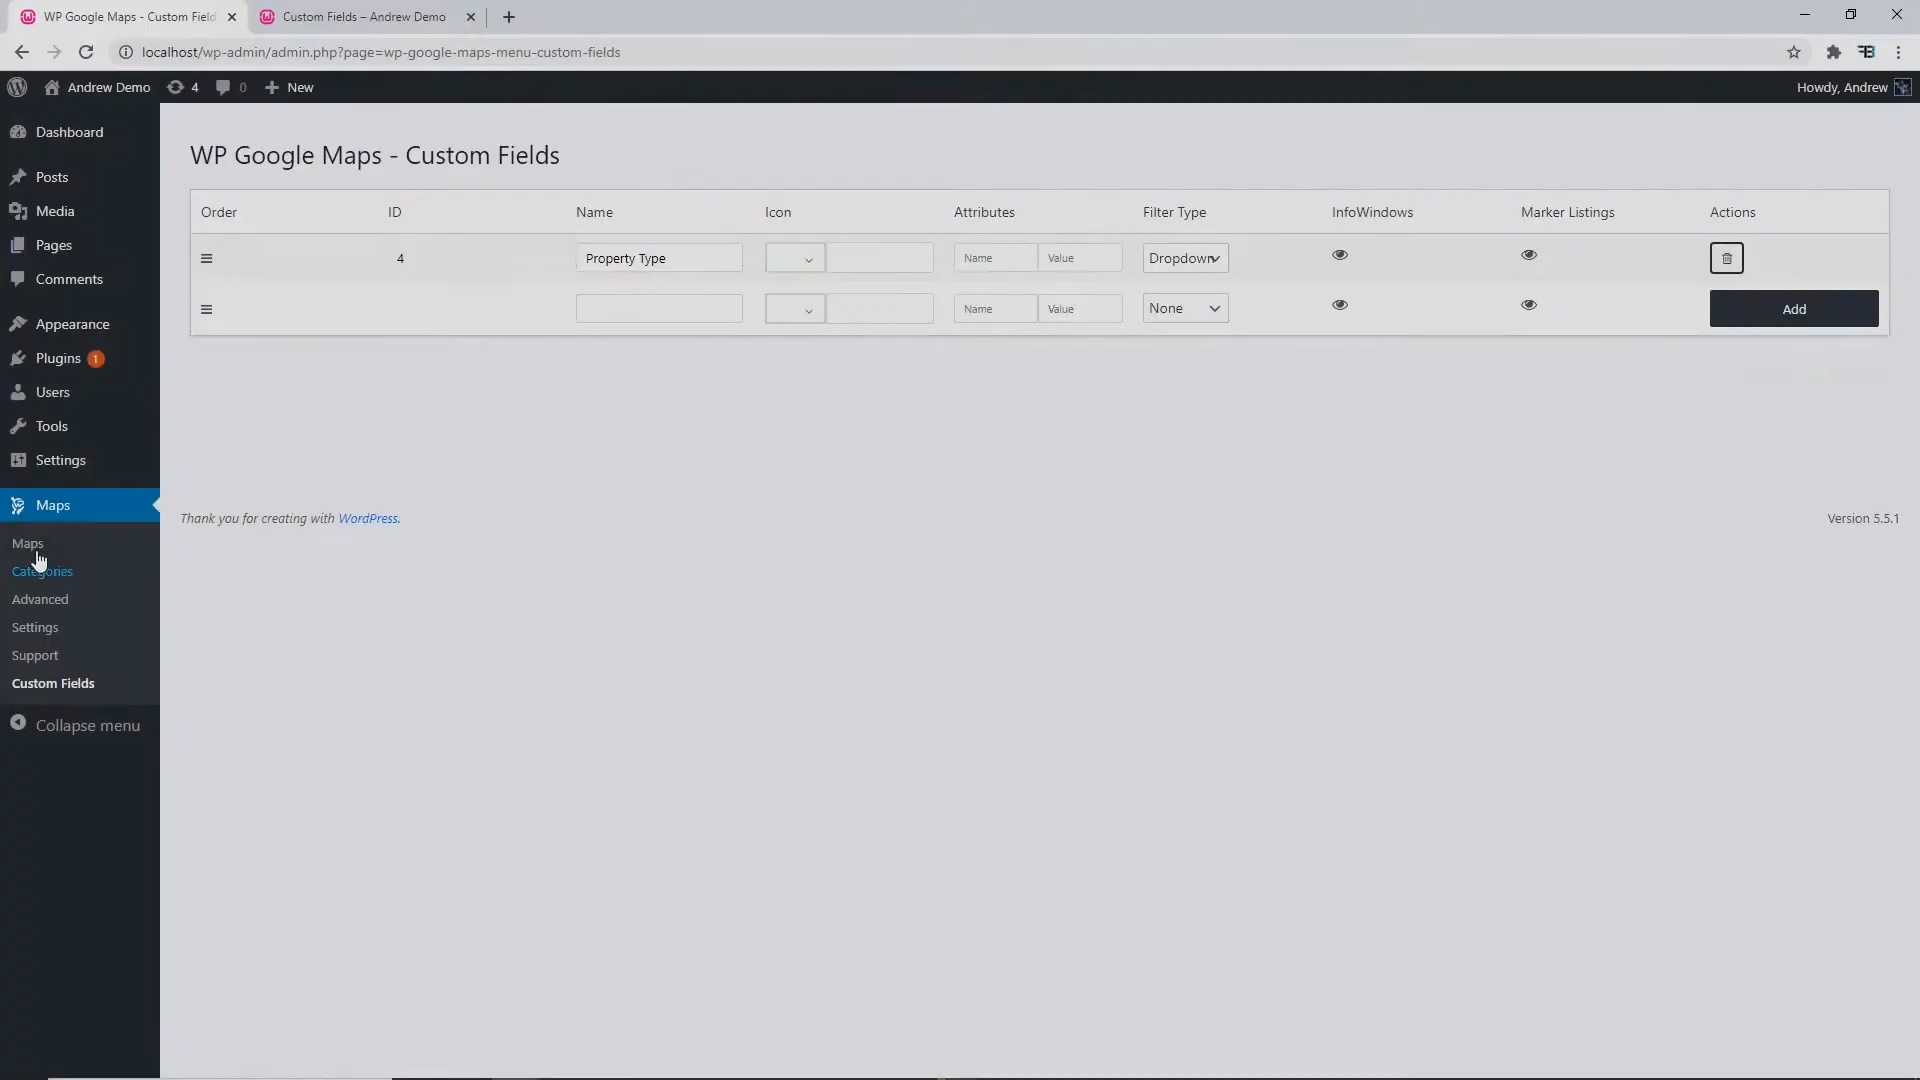 WP Google Maps - Custom Field
Custom Fields – Andrew Demo
localhost/wp-admin/admin.php?page=wp-google-maps-menu-custom-fields
Andrew Demo
4
0
New
Howdy, Andrew
Dashboard
Posts
Media
Pages
Comments
Appearance
Plugins 1
Users
Tools
Settings
Maps
Maps
Categories
Advanced
Settings
Support
Custom Fields
Collapse menu
WP Google Maps - Custom Fields
Order ID Name Icon Attributes Filter Type InfoWindows Marker Listings Actions
4 Property Type Name Value Dropdown
Name Value None Add
Thank you for creating with WordPress.
Version 5.5.1